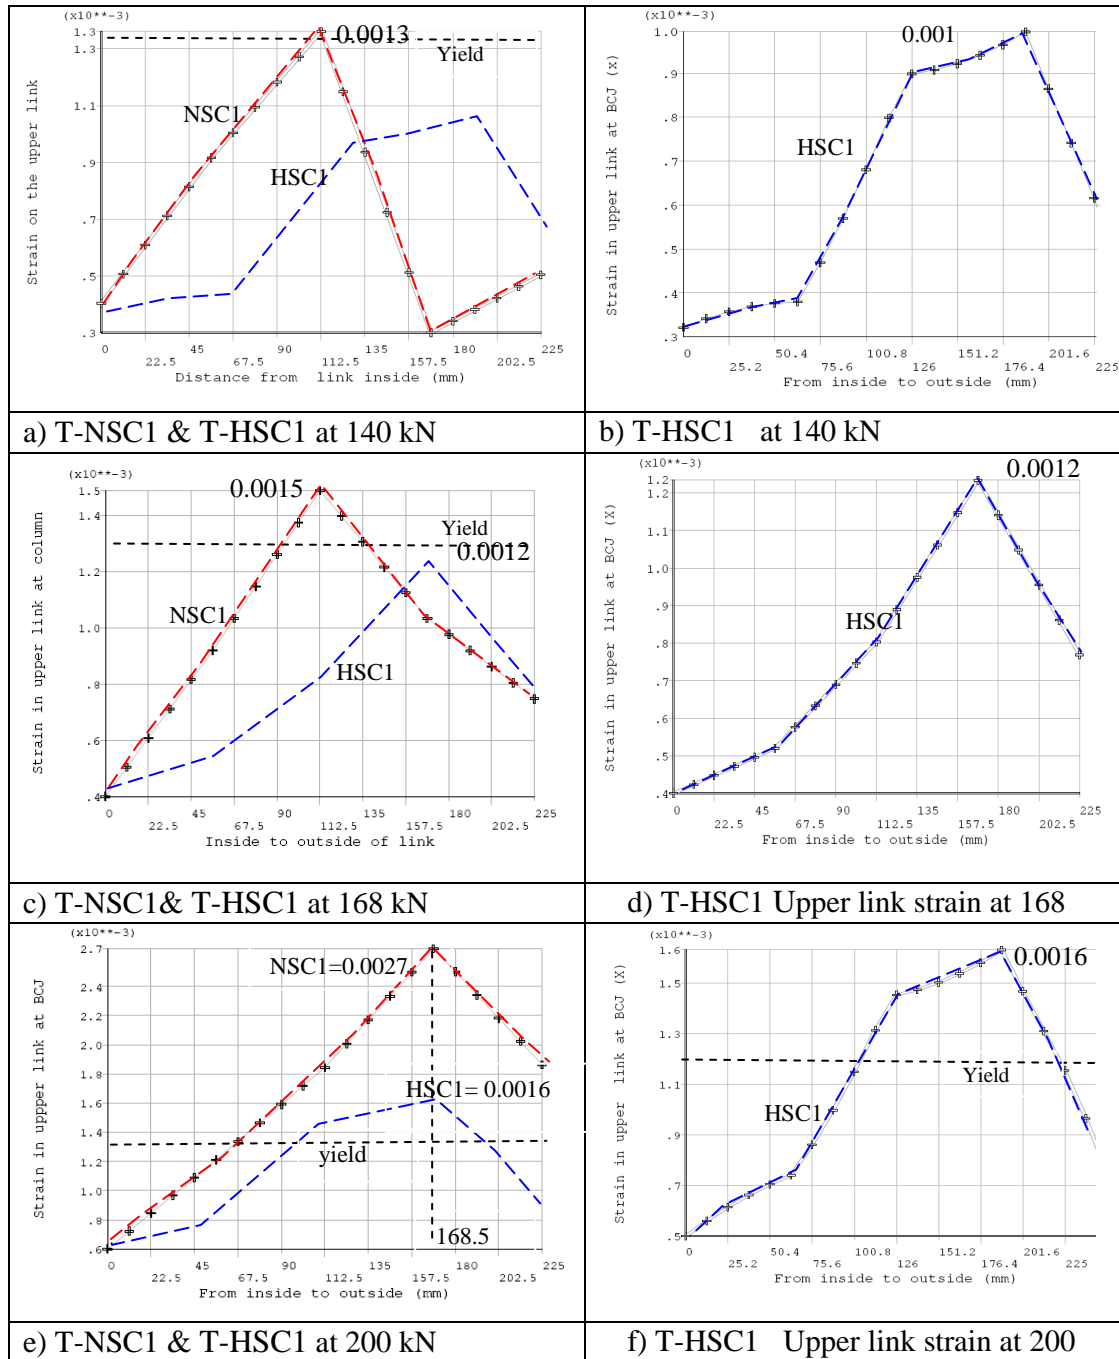 (x10**-3)
1.3
1.3
1.1
.9
.7
.5
.3
Strain on the upper link
0.0013
Yield
NSC1
HSC1
0 45 90 135 180 225
22.5 67.5 112.5 157.5 202.5
Distance from link inside (mm)
a) T-NSC1 & T-HSC1 at 140 kN
(x10**-3)
1.0
.9
.8
.7
.6
.5
.4
.3
Strain in upper link at BCJ (X)
0.001
HSC1
0 50.4 100.8 151.2 201.6
25.2 75.6 126 176.4 225
From inside to outside (mm)
b) T-HSC1 at 140 kN
(x10**-3)
1.5
1.4
1.2
1.0
.8
.6
.4
Strain in upper link at column
0.0015
Yield
0.0012
NSC1
HSC1
0 45 90 135 180 225
22.5 67.5 112.5 157.5 202.5
Inside to outside of link
c) T-NSC1& T-HSC1 at 168 kN
(x10**-3)
1.2
1.2
1.0
.9
.8
.7
.5
.4
Strain in upper link at BCJ (X)
0.0012
HSC1
0 45 90 135 180 225
22.5 67.5 112.5 157.5 202.5
From inside to outside (mm)
d) T-HSC1 Upper link strain at 168
(x10**-3)
2.7
2.4
2.2
2.0
1.8
1.6
1.4
1.2
1.0
.8
.6
Strain in uppper link at BCJ
NSC1=0.0027
HSC1= 0.0016
yield
168.5
0 45 90 135 180 225
22.5 67.5 112.5 157.5 202.5
From inside to outside (mm)
e) T-NSC1 & T-HSC1 at 200 kN
(x10**-3)
1.6
1.5
1.3
1.2
1.1
.9
.7
.5
Strain in upper link at BCJ (X)
0.0016
Yield
HSC1
0 50.4 100.8 151.2 201.6
25.2 75.6 126 176.4 225
From inside to outside (mm)
f) T-HSC1 Upper link strain at 200